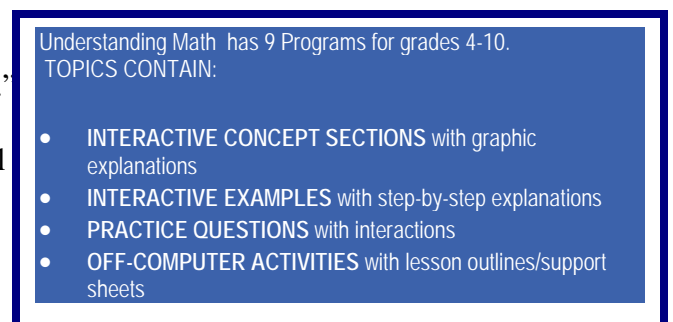 Understanding Math has 9 Programs for grades 4-10.
TOPICS CONTAIN:
• INTERACTIVE CONCEPT SECTIONS with graphic
explanations
• INTERACTIVE EXAMPLES with step-by-step explanations
• PRACTICE QUESTIONS with interactions
• OFF-COMPUTER ACTIVITIES with lesson outlines/support
sheets